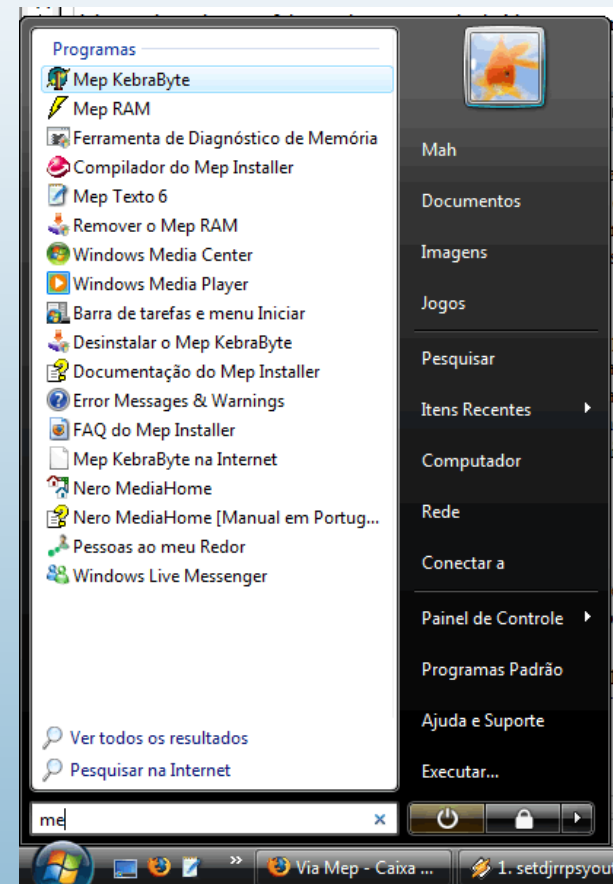 Programas
Mep KebraByte
Mep RAM
Ferramenta de Diagnóstico de Memória
Compilador do Mep Installer
Mep Texto 6
Remover o Mep RAM
Windows Media Center
Windows Media Player
Barra de tarefas e menu Iniciar
Desinstalar o Mep KebraByte
Documentação do Mep Installer
Error Messages & Warnings
FAQ do Mep Installer
Mep KebraByte na Internet
Nero MediaHome
Nero MediaHome [Manual em Portug...
Pessoas ao meu Redor
Windows Live Messenger
Ver todos os resultados
Pesquisar na Internet
me
Mah
Documentos
Imagens
Jogos
Pesquisar
Itens Recentes
Computador
Rede
Conectar a
Painel de Controle
Programas Padrão
Ajuda e Suporte
Executar...
Via Mep - Caixa ...
1. setdjrrpsyout